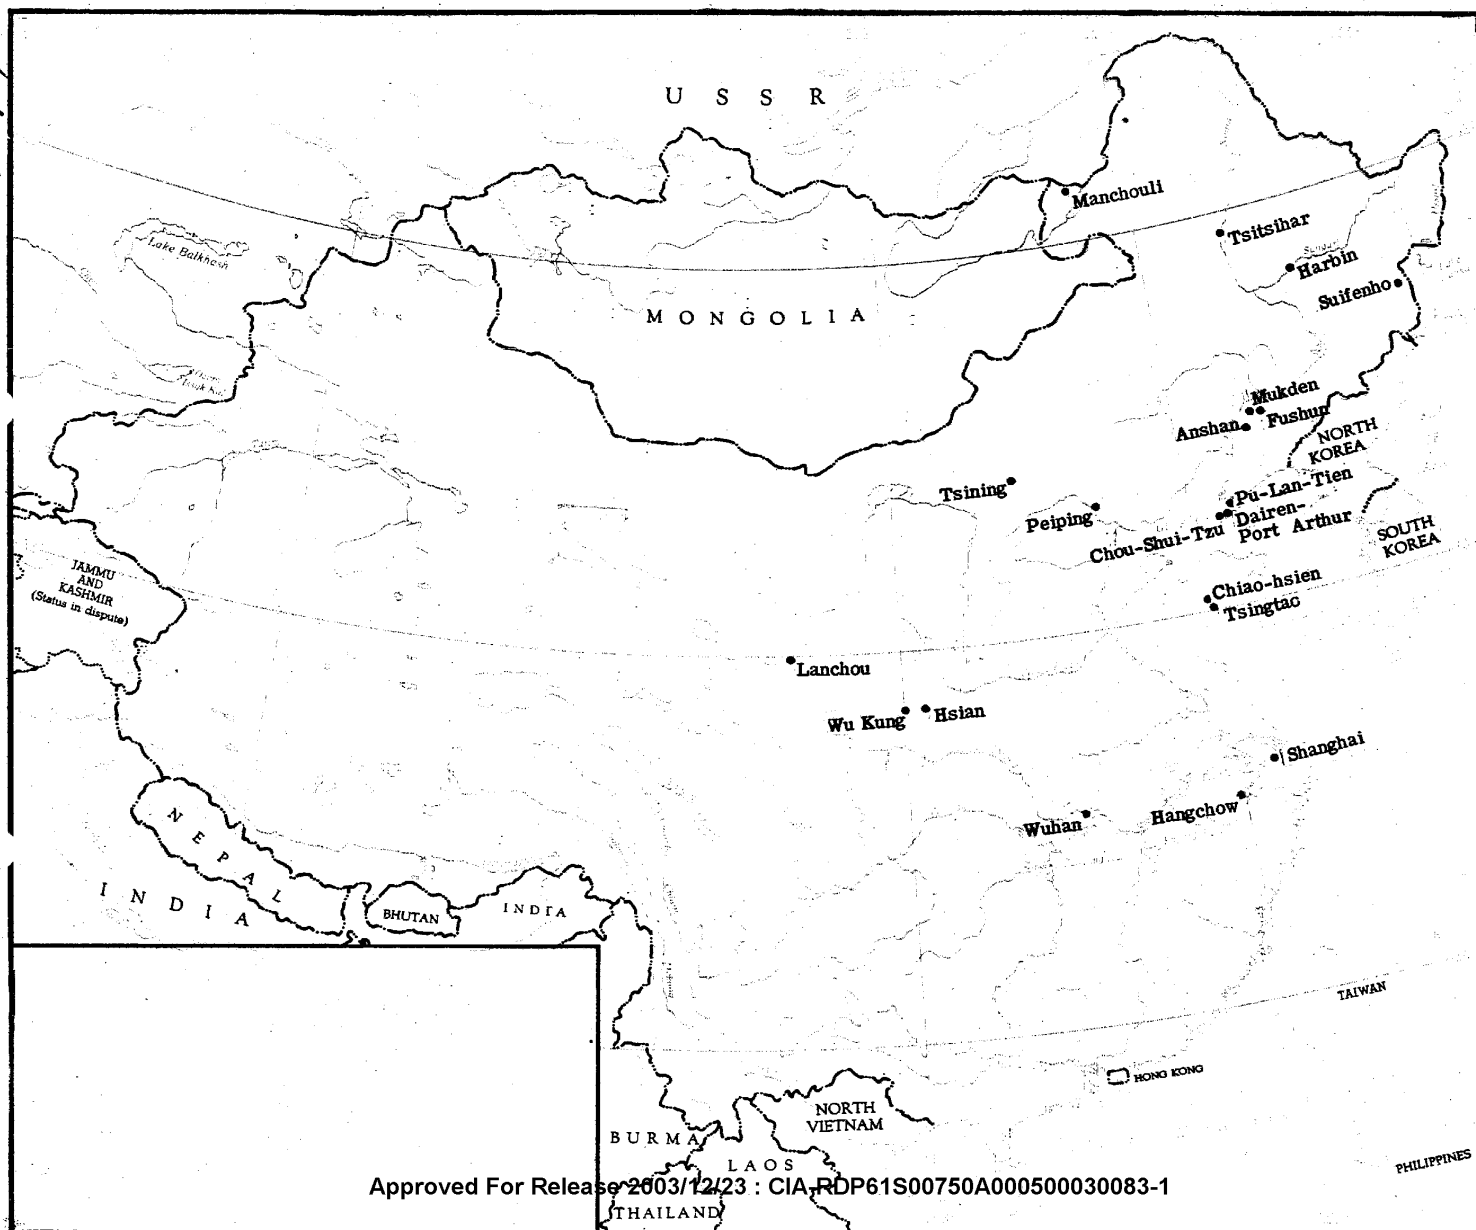 U S S R
Manchouli
Tsitsihar
Lake Balkhash
Harbin
Suifenho
M O N G O L I A
Mukden
Fushun
Anshan
NORTH
KOREA
Tsining
Pu-Lan-Tien
Peiping
Dairen-
Port Arthur
Chou-Shui-Tzu
SOUTH
KOREA
JAMMU
AND
KASHMIR
(Status in dispute)
Chiao-hsien
Tsingtao
Lanchou
Wu Kung
Hsian
Shanghai
Hangchow
Wuhan
N E P A L
I N D I A
BHUTAN
INDIA
TAIWAN
HONG KONG
NORTH
VIETNAM
BURMA
LAOS
PHILIPPINES
Approved For Release 2003/12/23 : CIA-RDP61S00750A000500030083-1
THAILAND